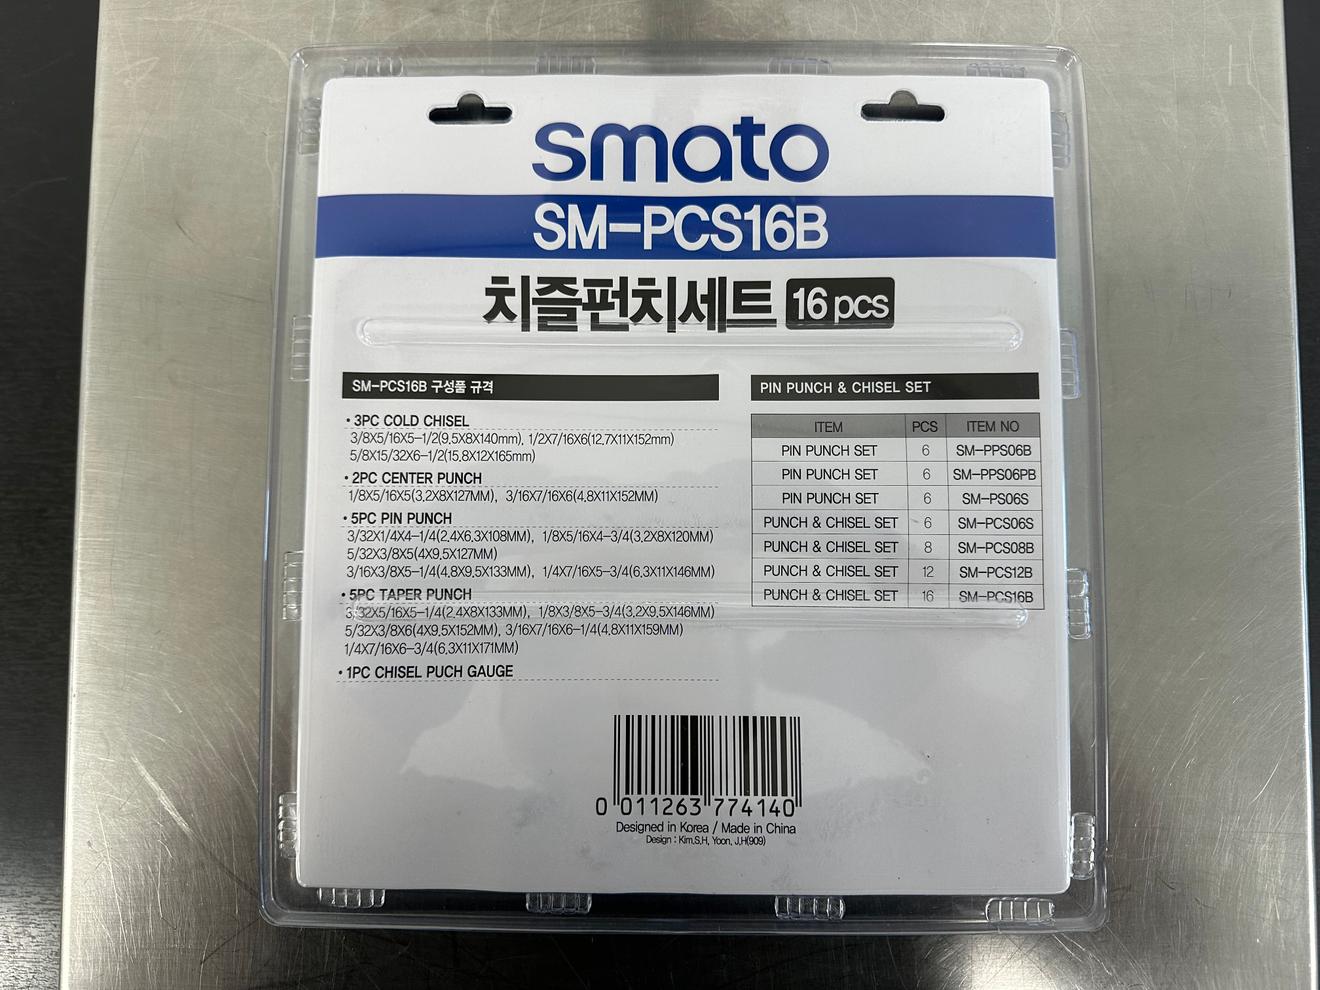 smato
SM-PCS16B
치즐펀치세트 16 pcs
SM-PCS16B 구성품 규격
• 3PC COLD CHISEL
3/8X5/16X5-1/2(9.5X8X140mm), 1/2X7/16X6(12.7X11X152mm)
5/8X15/32X6-1/2(15.8X12X165mm)
• 2PC CENTER PUNCH
1/8X5/16X5(3.2X8X127MM), 3/16X7/16X6(4.8X11X152MM)
• 5PC PIN PUNCH
3/32X1/4X4-1/4(2.4X6.3X108MM), 1/8X5/16X4-3/4(3.2X8X120MM)
5/32X3/8X5(4X9.5X127MM)
3/16X3/8X5-1/4(4.8X9.5X133MM), 1/4X7/16X5-3/4(6.3X11X146MM)
• 5PC TAPER PUNCH
3/32X5/16X5-1/4(2.4X8X133MM), 1/8X3/8X5-3/4(3.2X9.5X146MM)
5/32X3/8X6(4X9.5X152MM), 3/16X7/16X6-1/4(4.8X11X159MM)
1/4X7/16X6-3/4(6.3X11X171MM)
• 1PC CHISEL PUCH GAUGE
PIN PUNCH & CHISEL SET
ITEM PCS ITEM NO
PIN PUNCH SET 6 SM-PPS06B
PIN PUNCH SET 6 SM-PPS06PB
PIN PUNCH SET 6 SM-PS06S
PUNCH & CHISEL SET 6 SM-PCS06S
PUNCH & CHISEL SET 8 SM-PCS08B
PUNCH & CHISEL SET 12 SM-PCS12B
PUNCH & CHISEL SET 16 SM-PCS16B
0 011263 774140
Designed in Korea / Made in China
Design : Kim,S.H, Yoon, J,H(909)